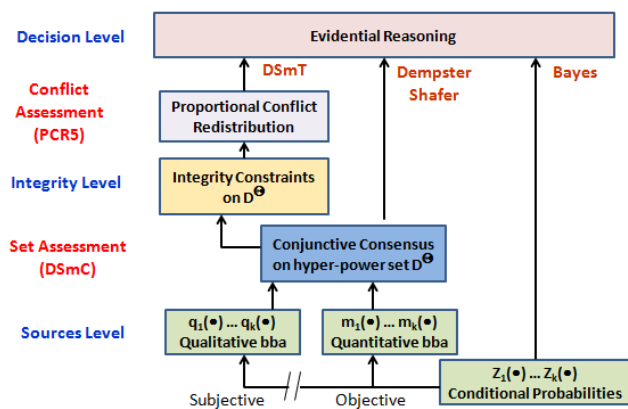 Decision Level
Evidential Reasoning
DSmT
Dempster
Shafer
Bayes
Conflict
Assessment
(PCR5)
Proportional Conflict
Redistribution
Integrity Level
Integrity Constraints
on D^Θ
Set Assessment
(DSmC)
Conjunctive Consensus
on hyper-power set D^Θ
Sources Level
q₁(•) ... qₖ(•)
Qualitative bba
m₁(•) ... mₖ(•)
Quantitative bba
Z₁(•) ... Zₖ(•)
Conditional Probabilities
Subjective
//
Objective